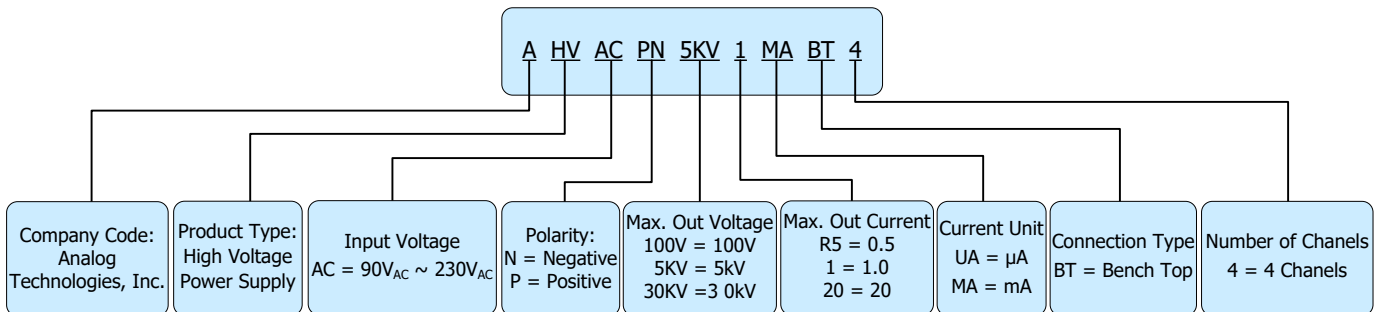 A HV AC PN 5KV 1 MA BT 4
Company Code:
Analog
Technologies, Inc.
Product Type:
High Voltage
Power Supply
Input Voltage
AC = 90VAC ~ 230VAC
Polarity:
N = Negative
P = Positive
Max. Out Voltage
100V = 100V
5KV = 5kV
30KV =3 0kV
Max. Out Current
R5 = 0.5
1 = 1.0
20 = 20
Current Unit
UA = µA
MA = mA
Connection Type
BT = Bench Top
Number of Chanels
4 = 4 Chanels